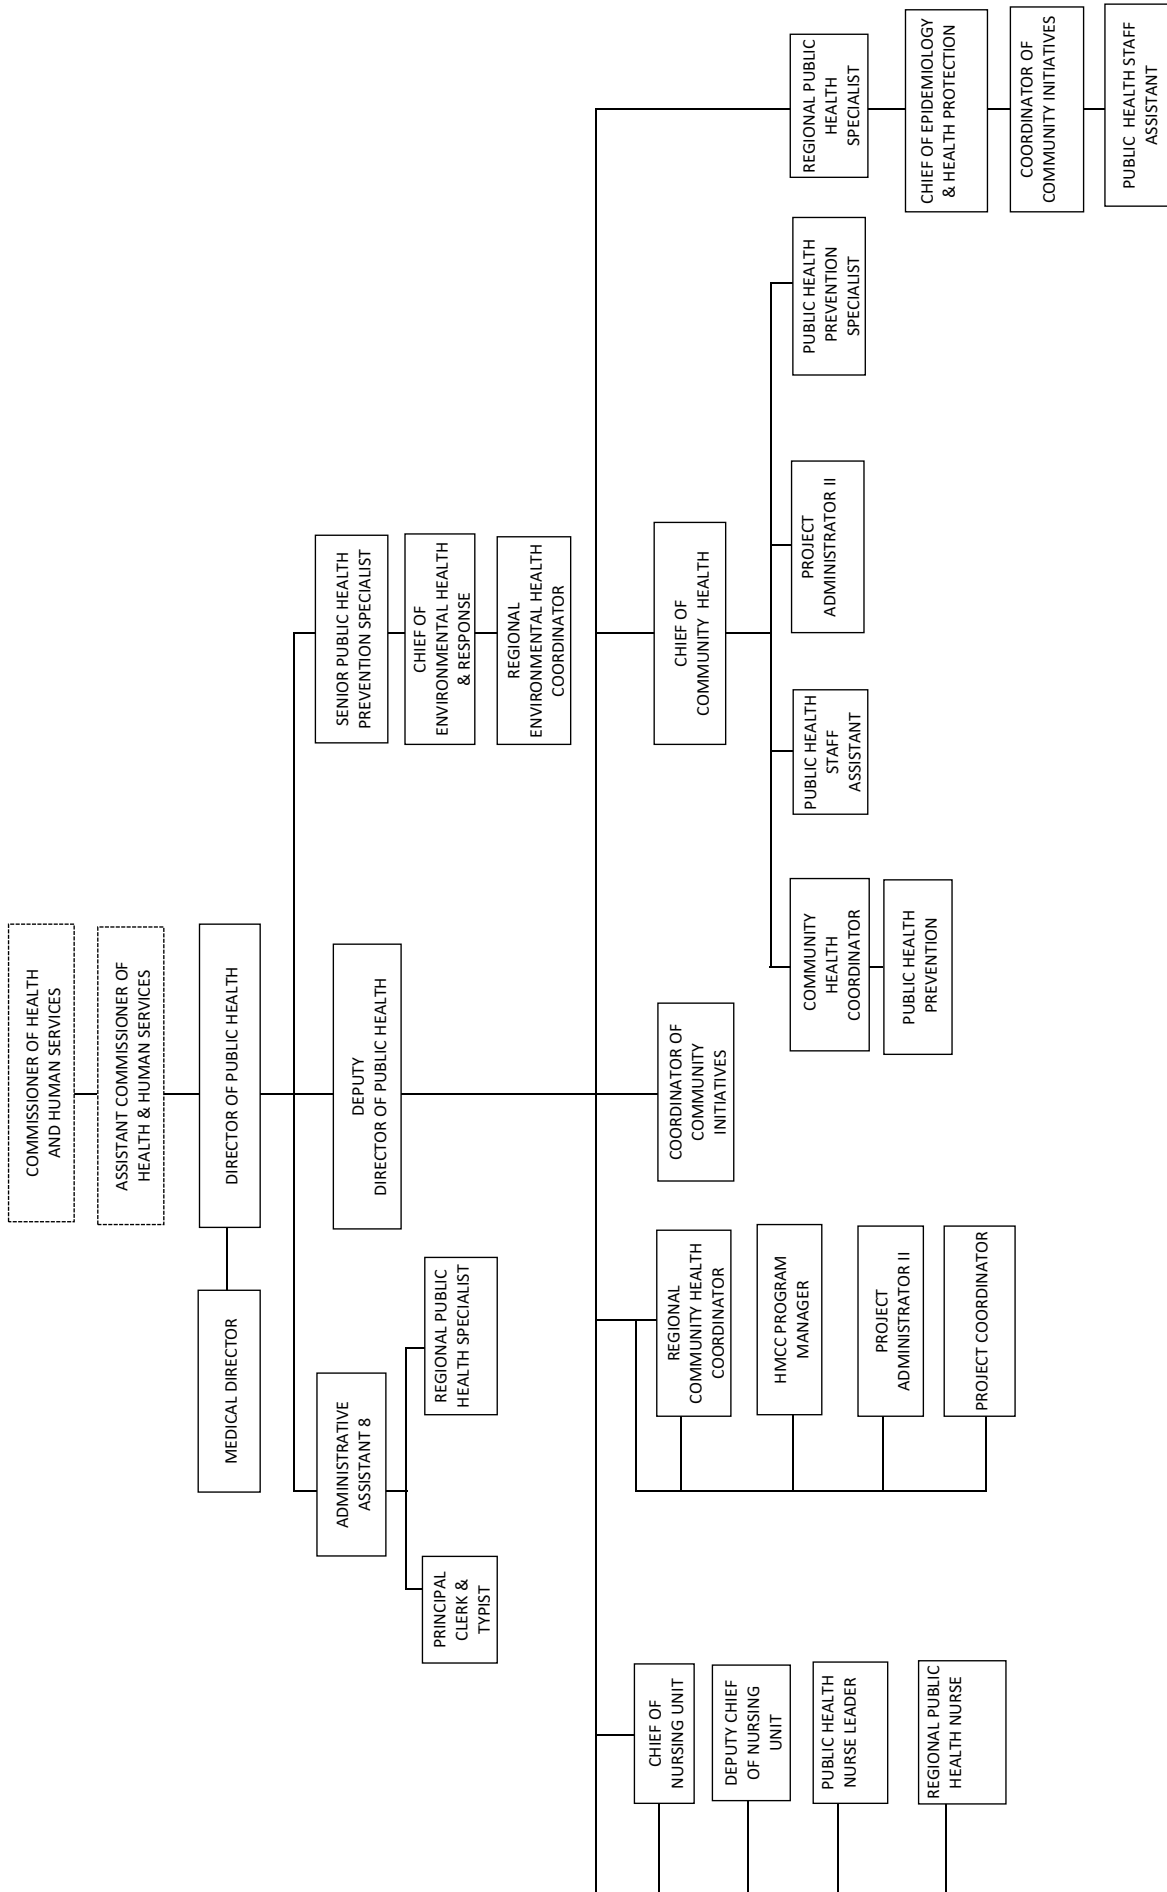 COMMISSIONER OF HEALTH
AND HUMAN SERVICES
ASSISTANT COMMISSIONER OF
HEALTH & HUMAN SERVICES
MEDICAL DIRECTOR
DIRECTOR OF PUBLIC HEALTH
ADMINISTRATIVE
ASSISTANT 8
DEPUTY
DIRECTOR OF PUBLIC HEALTH
SENIOR PUBLIC HEALTH
PREVENTION SPECIALIST
PRINCIPAL
CLERK &
TYPIST
REGIONAL PUBLIC
HEALTH SPECIALIST
CHIEF OF
ENVIRONMENTAL HEALTH
& RESPONSE
REGIONAL
ENVIRONMENTAL HEALTH
COORDINATOR
CHIEF OF
NURSING UNIT
DEPUTY CHIEF
OF NURSING
UNIT
PUBLIC HEALTH
NURSE LEADER
REGIONAL PUBLIC
HEALTH NURSE
REGIONAL
COMMUNITY HEALTH
COORDINATOR
HMCC PROGRAM
MANAGER
PROJECT
ADMINISTRATOR II
PROJECT COORDINATOR
COORDINATOR OF
COMMUNITY
INITIATIVES
CHIEF OF
COMMUNITY HEALTH
COMMUNITY
HEALTH
COORDINATOR
PUBLIC HEALTH
PREVENTION
PUBLIC HEALTH
STAFF
ASSISTANT
PROJECT
ADMINISTRATOR II
PUBLIC HEALTH
PREVENTION
SPECIALIST
REGIONAL PUBLIC
HEALTH
SPECIALIST
CHIEF OF EPIDEMIOLOGY
& HEALTH PROTECTION
COORDINATOR OF
COMMUNITY INITIATIVES
PUBLIC HEALTH STAFF
ASSISTANT